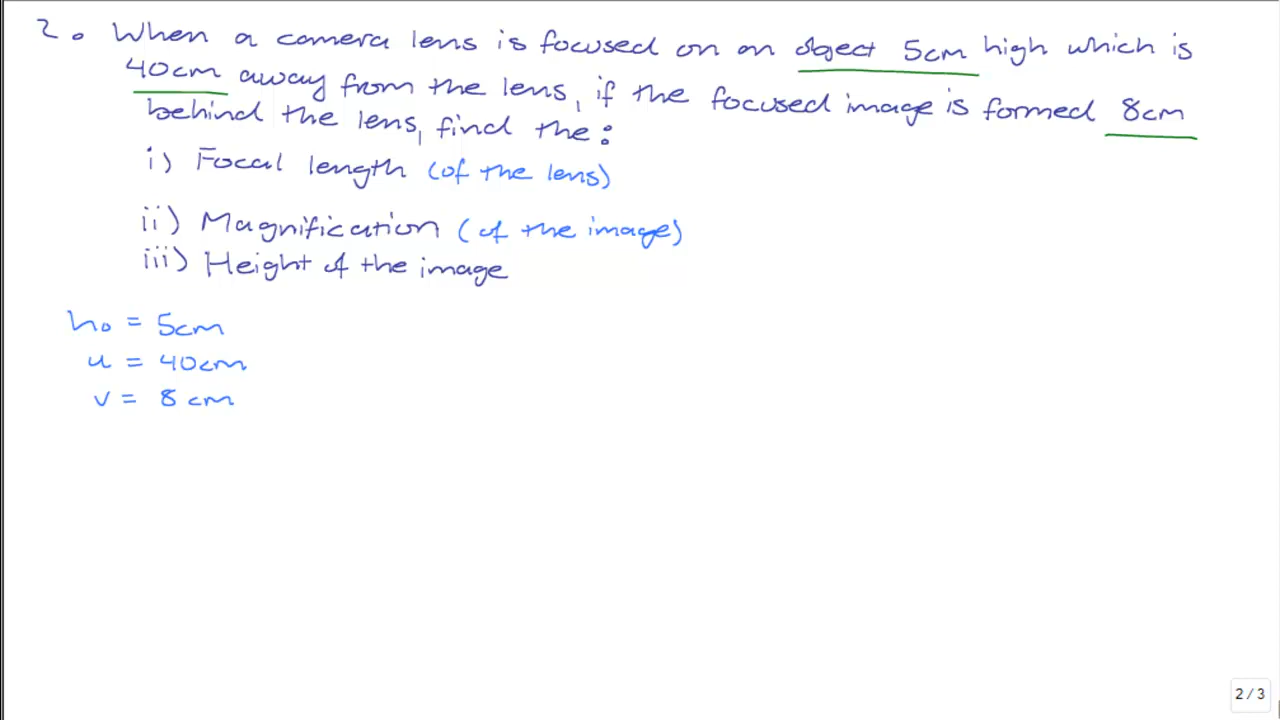 2. When a camera lens is focused on an object 5cm high which is
40cm away from the lens, if the focused image is formed 8cm
behind the lens, find the:
i) Focal length (of the lens)
ii) Magnification (of the image)
iii) Height of the image
ho = 5cm
u = 40cm
v = 8 cm
2 / 3